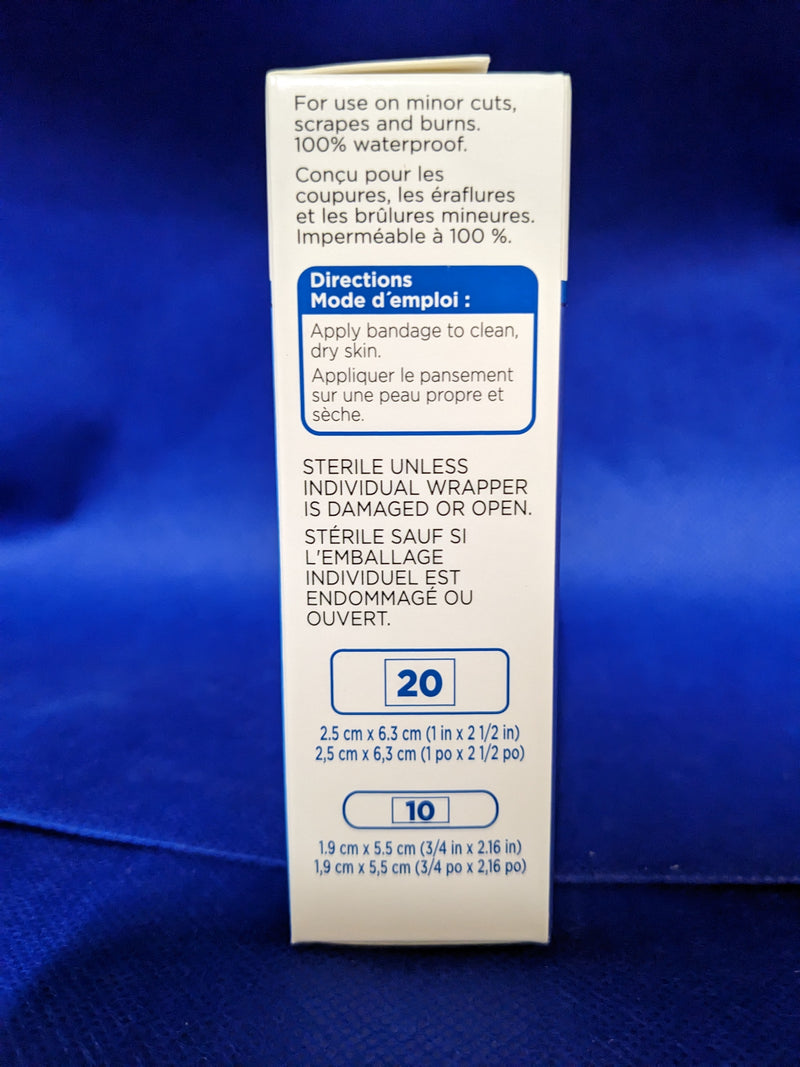 For use on minor cuts,
scrapes and burns.
100% waterproof.
Conçu pour les
coupures, les éraflures
et les brûlures mineures.
Imperméable à 100 %.
Directions
Mode d´emploi :
Apply bandage to clean,
dry skin.
Appliquer le pansement
sur une peau propre et
sèche.
STERILE UNLESS
INDIVIDUAL WRAPPER
IS DAMAGED OR OPEN.
STÉRILE SAUF SI
L'EMBALLAGE
INDIVIDUEL EST
ENDOMMAGÉ OU
OUVERT.
20
2.5 cm x 6.3 cm (1 in x 2 1/2 in)
2,5 cm x 6,3 cm (1 po x 2 1/2 po)
10
1.9 cm x 5.5 cm (3/4 in x 2.16 in)
1,9 cm x 5,5 cm (3/4 po x 2,16 po)